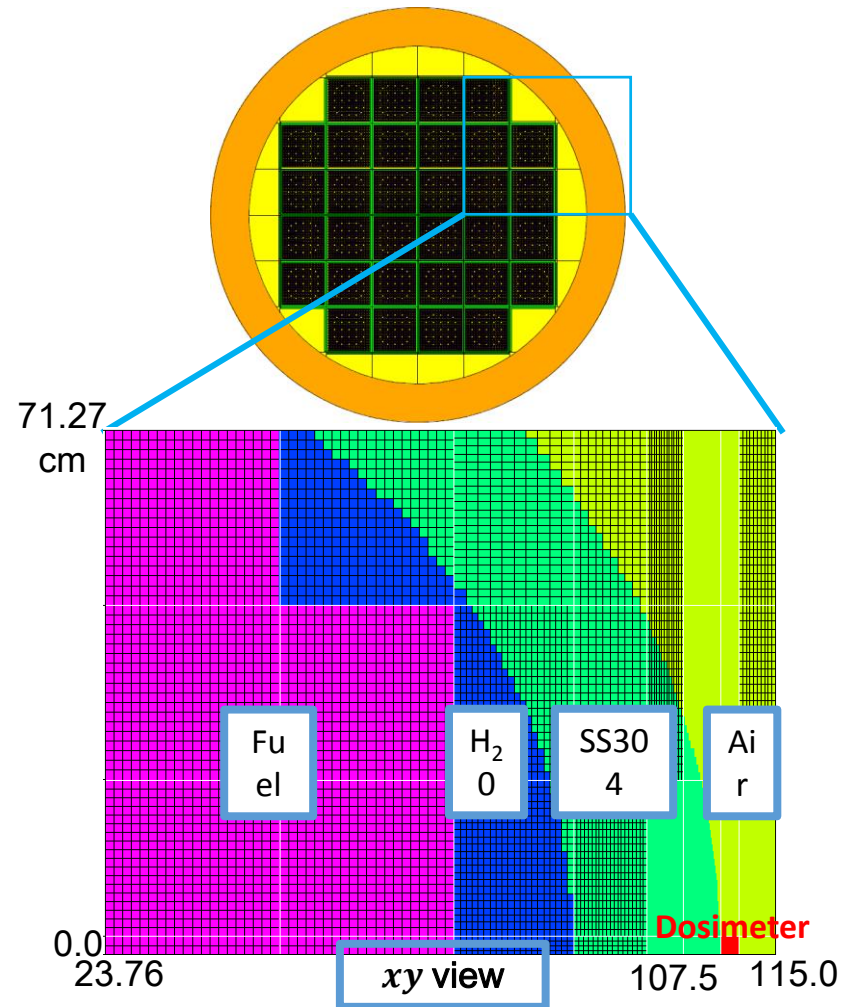 71.27
cm
Fu
el
H2
0
SS30
4
Ai
r
Dosimeter
0.0
23.76
xy view
107.5
115.0